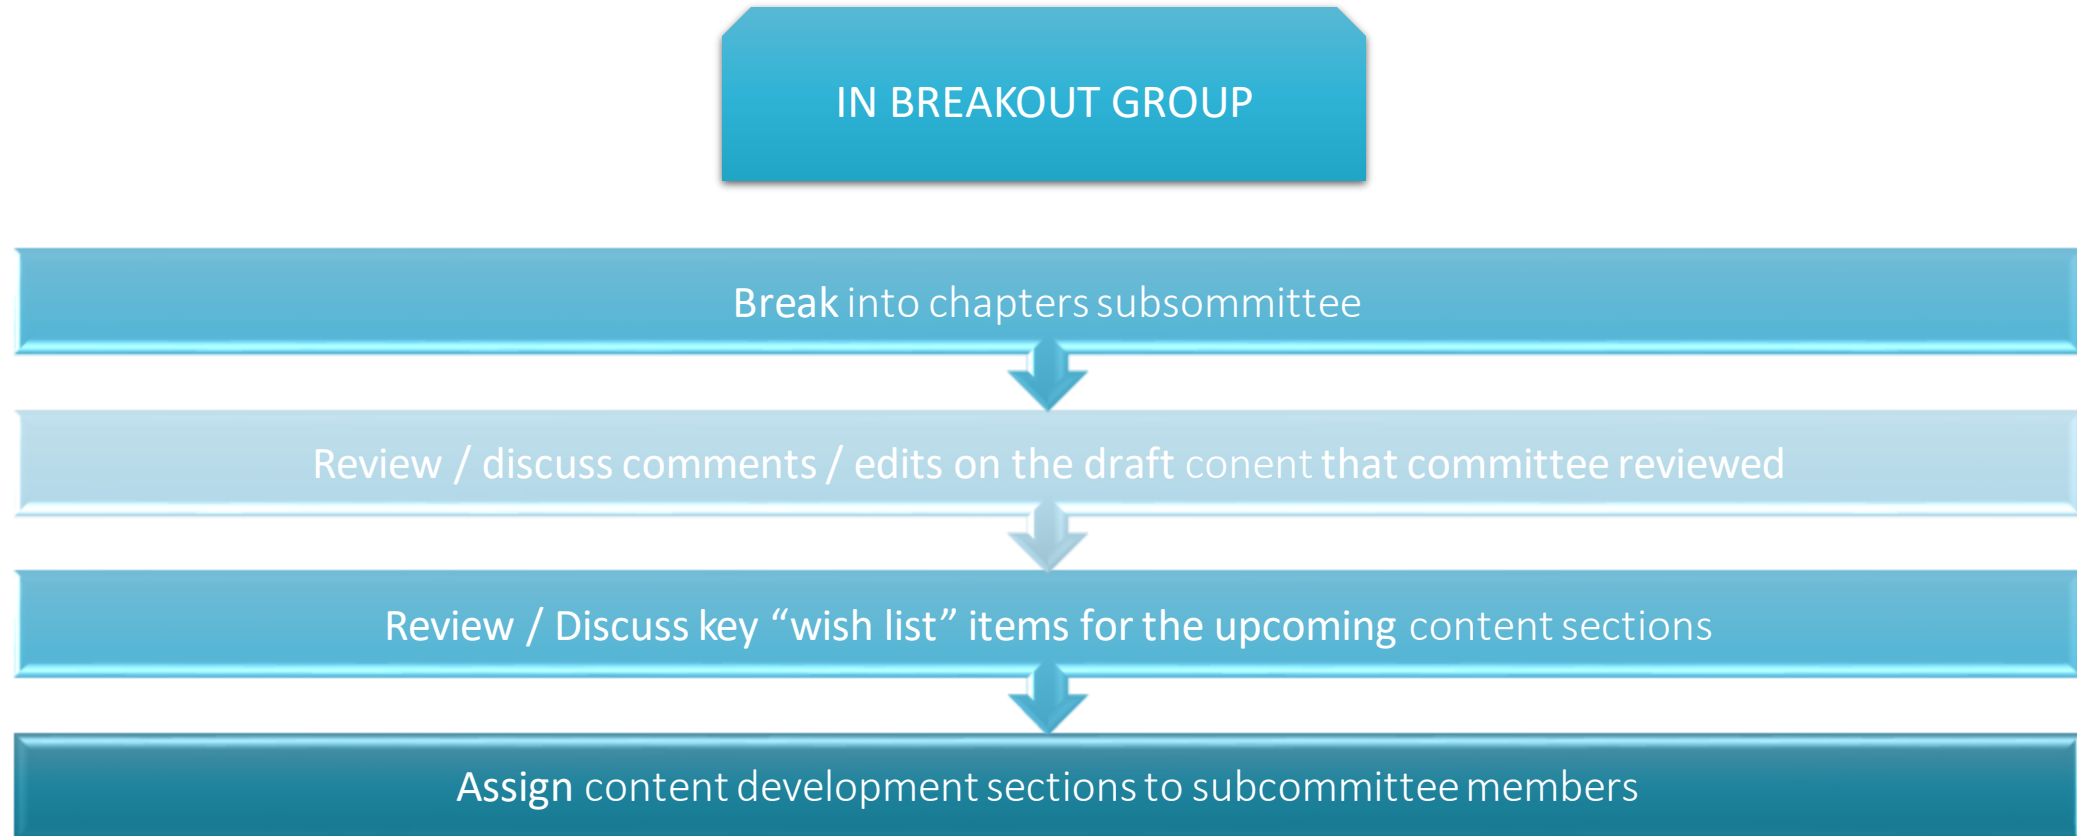 IN BREAKOUT GROUP
Break into chapters subsommittee
Review / discuss comments / edits on the draft conent that committee reviewed
Review / Discuss key “wish list” items for the upcoming content sections
Assign content development sections to subcommittee members